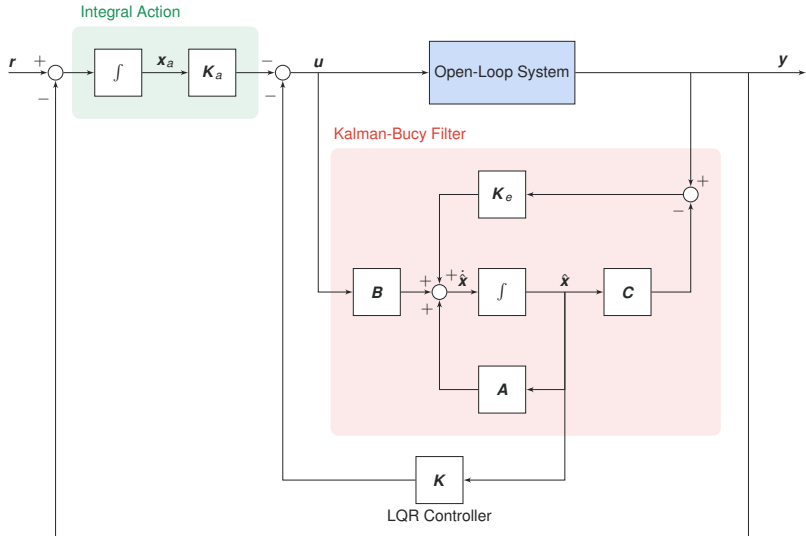 Integral Action
r
+
−
∫
x_a
K_a
−
−
u
Open-Loop System
y
Kalman-Bucy Filter
K_e
+
−
B
+
+
+
ẋ̂
∫
x̂
C
A
K
LQR Controller